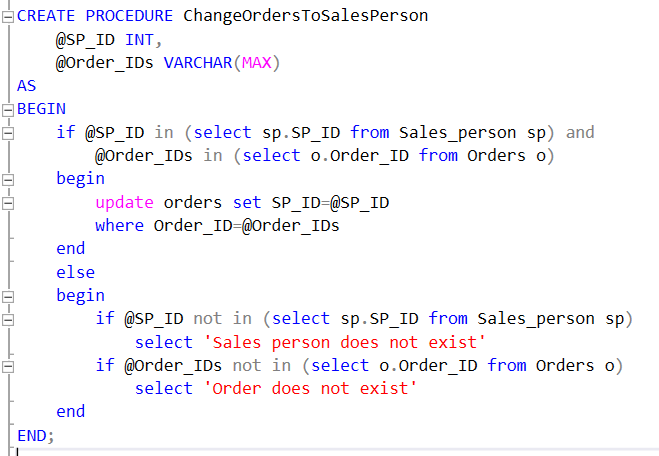 CREATE PROCEDURE ChangeOrdersToSalesPerson
@SP_ID INT,
@Order_IDs VARCHAR(MAX)
AS
BEGIN
if @SP_ID in (select sp.SP_ID from Sales_person sp) and
@Order_IDs in (select o.Order_ID from Orders o)
begin
update orders set SP_ID=@SP_ID
where Order_ID=@Order_IDs
end
else
begin
if @SP_ID not in (select sp.SP_ID from Sales_person sp)
select 'Sales person does not exist'
if @Order_IDs not in (select o.Order_ID from Orders o)
select 'Order does not exist'
end
END;